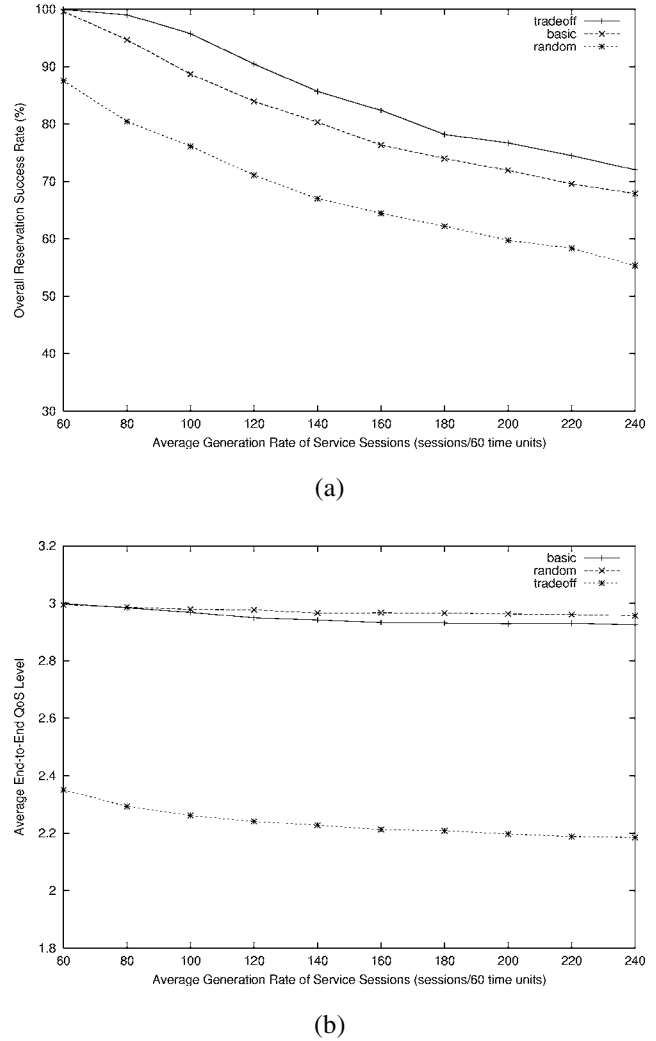 100
90
80
70
60
50
40
30
Overall Reservation Success Rate (%)
tradeoff
basic
random
60 80 100 120 140 160 180 200 220 240
Average Generation Rate of Service Sessions (sessions/60 time units)
(a)
3.2
3
2.8
2.6
2.4
2.2
2
1.8
Average End-to-End QoS Level
basic
random
tradeoff
60 80 100 120 140 160 180 200 220 240
Average Generation Rate of Service Sessions (sessions/60 time units)
(b)